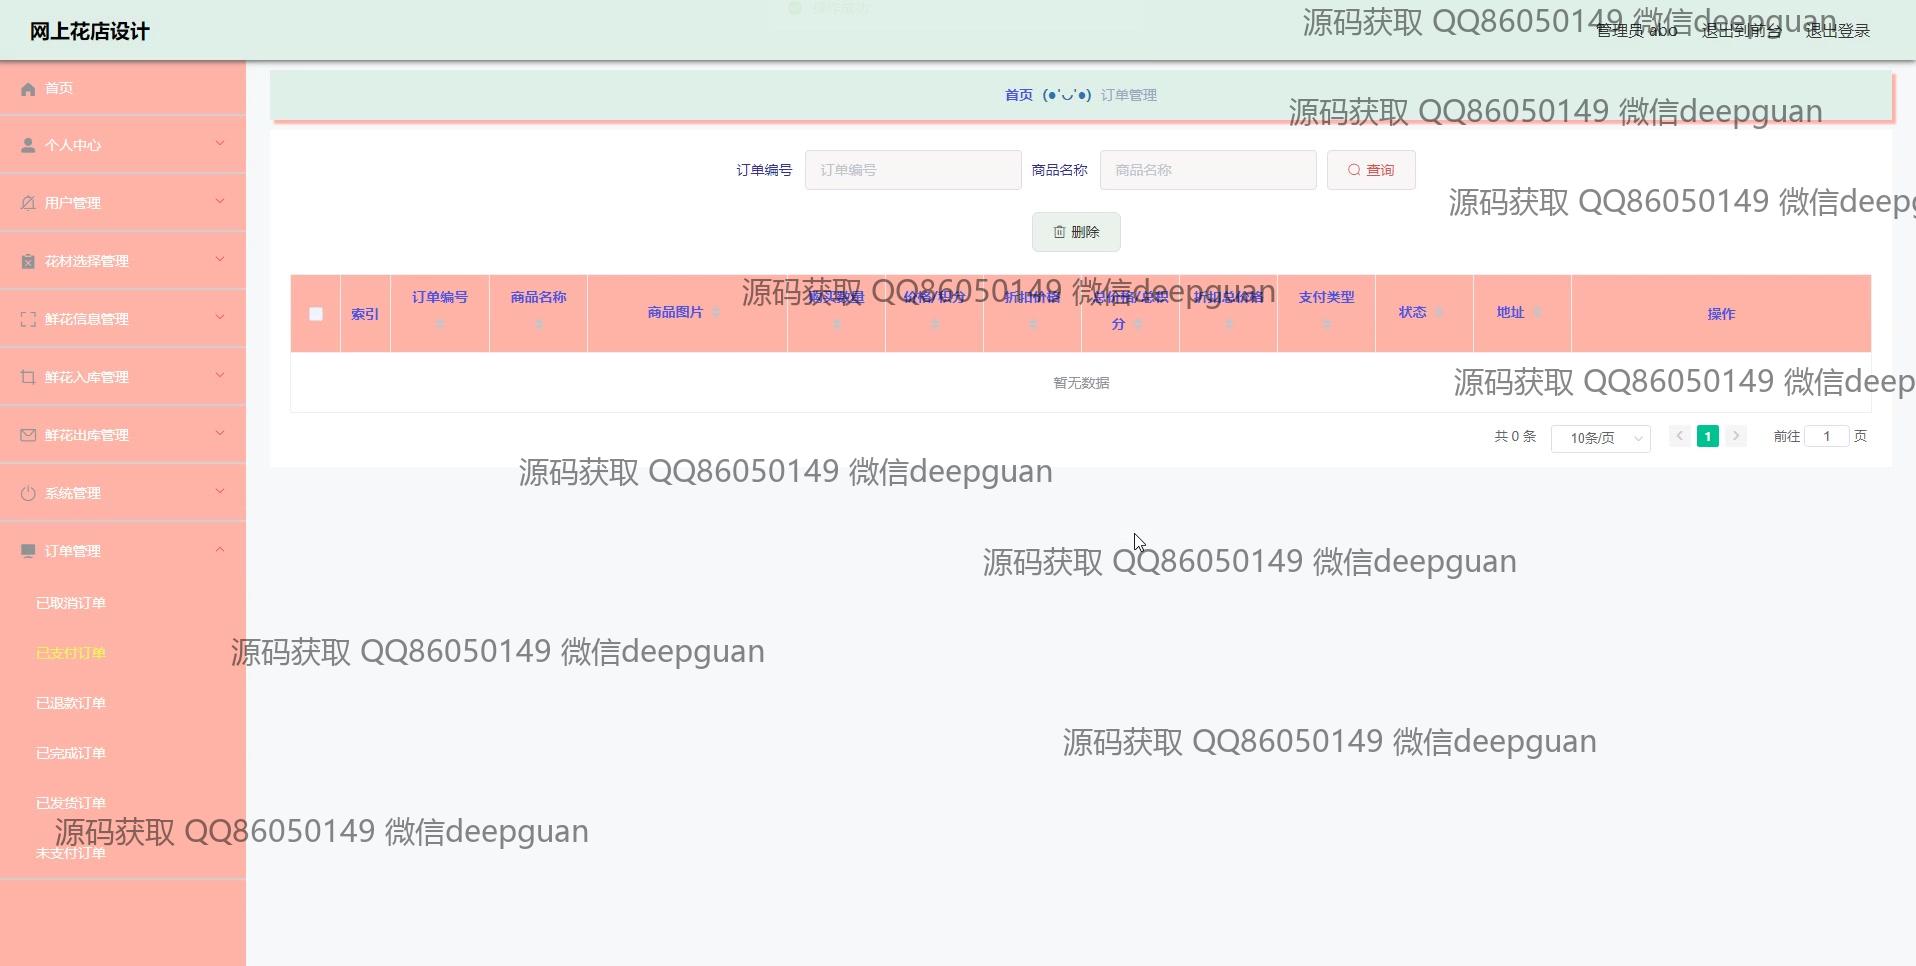 操作成功
网上花店设计
管理员 abo 退出到前台 退出登录
源码获取 QQ86050149 微信deepguan
首页
首页 (●'◡'●) 订单管理
源码获取 QQ86050149 微信deepguan
个人中心
订单编号 订单编号 商品名称 商品名称 查询
用户管理
源码获取 QQ86050149 微信deepg
删除
花材选择管理
源码获取 QQ86050149 微信deepguan
索引 订单编号 商品名称 商品图片 购买数量 价格/积分 折扣价格 总价格/总积分 折扣总价格 支付类型 状态 地址 操作
鲜花信息管理
暂无数据
源码获取 QQ86050149 微信deep
鲜花入库管理
鲜花出库管理
共 0 条 10条/页 1 前往 1 页
源码获取 QQ86050149 微信deepguan
系统管理
订单管理
源码获取 QQ86050149 微信deepguan
已取消订单
已支付订单
源码获取 QQ86050149 微信deepguan
已退款订单
已完成订单
源码获取 QQ86050149 微信deepguan
已发货订单
源码获取 QQ86050149 微信deepguan
未支付订单